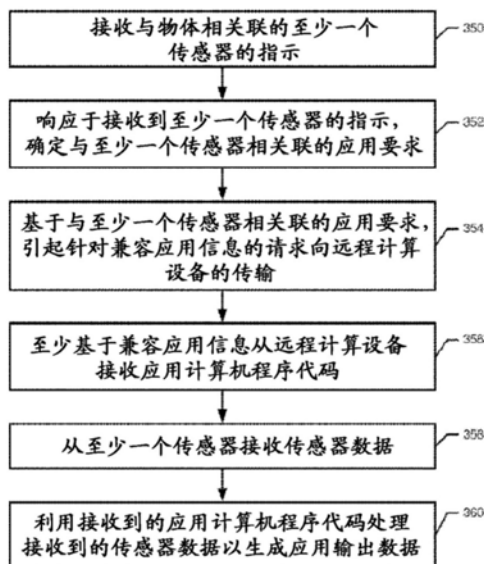 接收与物体相关联的至少一个
传感器的指示
350
响应于接收到至少一个传感器的指示，
确定与至少一个传感器相关联的应用要求
352
基于与至少一个传感器相关联的应用要求，
引起针对兼容应用信息的请求向远程计算
设备的传输
354
至少基于兼容应用信息从远程计算设备
接收应用计算机程序代码
358
从至少一个传感器接收传感器数据
358
利用接收到的应用计算机程序代码处理
接收到的传感器数据以生成应用输出数据
360